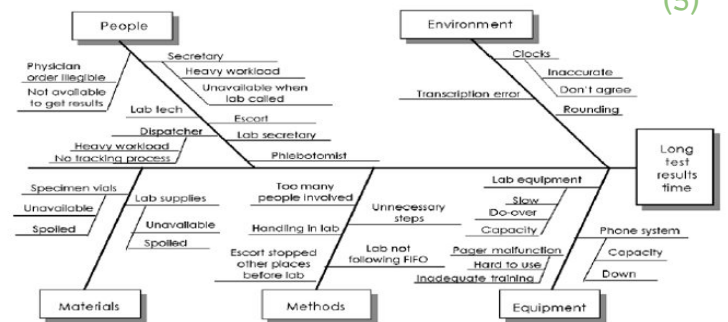 (5)
People
Environment
Secretary
Heavy workload
Unavailable when
lab called
Physician
order illegible
Not available
to get results
Lab tech
Escort
Dispatcher
Lab secretary
Heavy workload
No tracking process
Phlebotomist
Clocks
Inaccurate
Don't agree
Transcription error
Rounding
Long
test
results
time
Specimen vials
Unavailable
Spoiled
Lab supplies
Unavailable
Spoiled
Too many
people involved
Unnecessary
steps
Handling in lab
Escort stopped
other places
before lab
Lab not
following FIFO
Lab equipment
Slow
Do-over
Capacity
Pager malfunction
Hard to use
Inadequate training
Phone system
Capacity
Down
Materials
Methods
Equipment